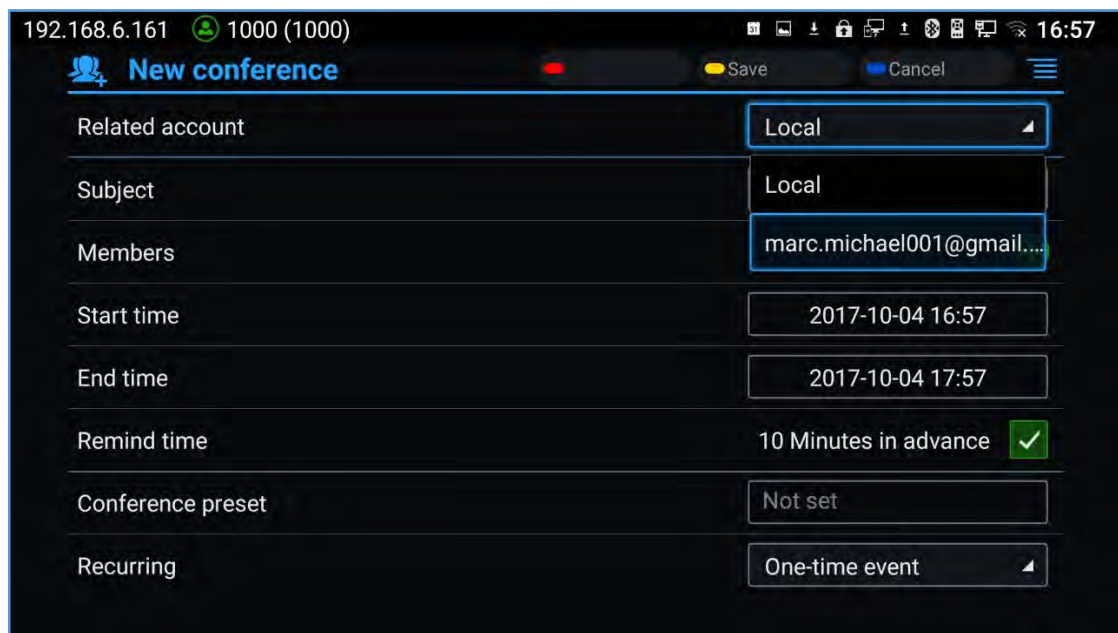 192.168.6.161 1000 (1000) 31 16:57
New conference Save Cancel
Related account Local
Local
Subject
marc.michael001@gmail....
Members
Start time 2017-10-04 16:57
End time 2017-10-04 17:57
Remind time 10 Minutes in advance
Conference preset Not set
Recurring One-time event